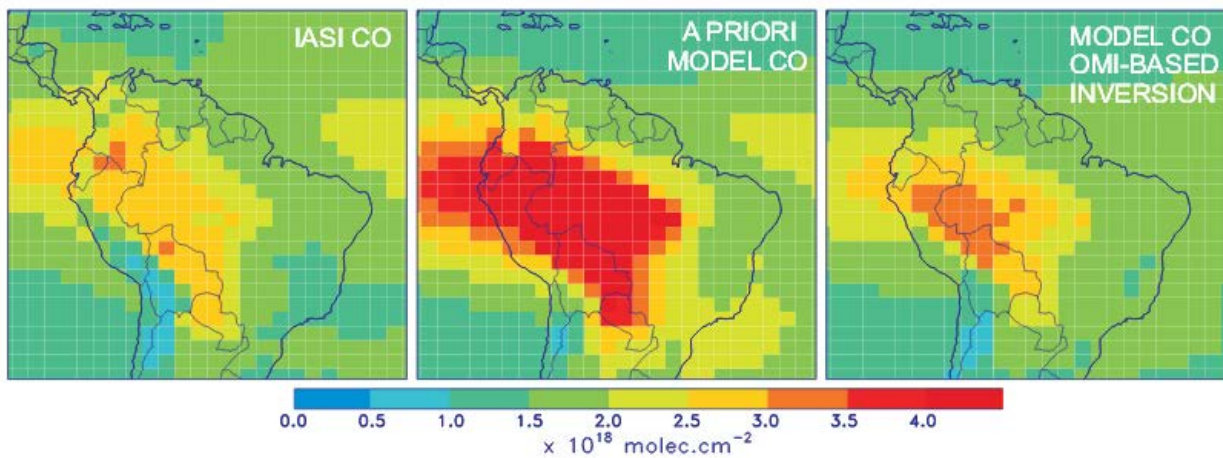 IASI CO
A PRIORI
MODEL CO
MODEL CO
OMI-BASED
INVERSION
0.0 0.5 1.0 1.5 2.0 2.5 3.0 3.5 4.0
x 10¹⁸ molec.cm⁻²